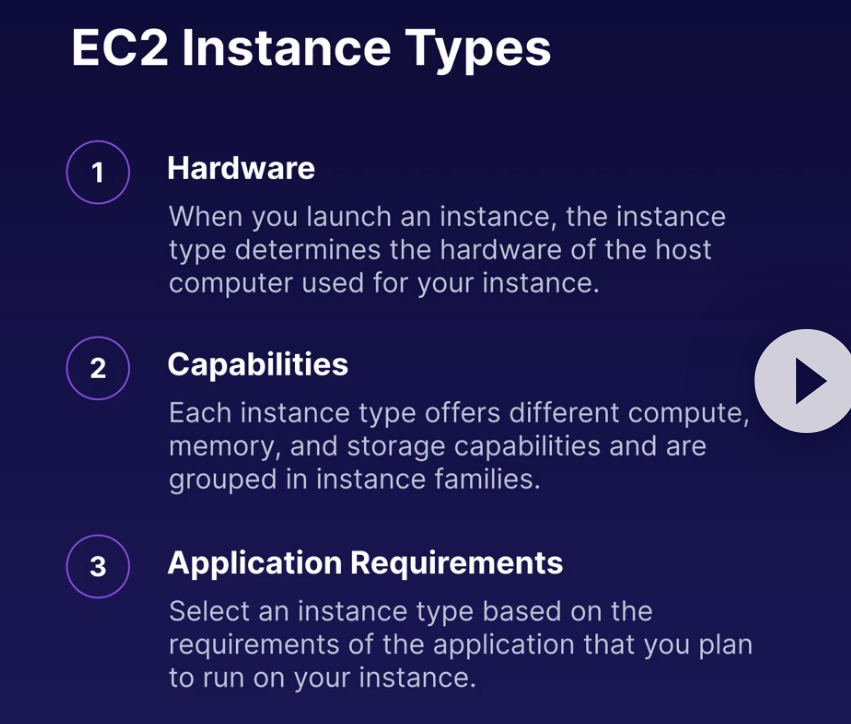 EC2 Instance Types
1
Hardware
When you launch an instance, the instance
type determines the hardware of the host
computer used for your instance.
2
Capabilities
Each instance type offers different compute,
memory, and storage capabilities and are
grouped in instance families.
3
Application Requirements
Select an instance type based on the
requirements of the application that you plan
to run on your instance.